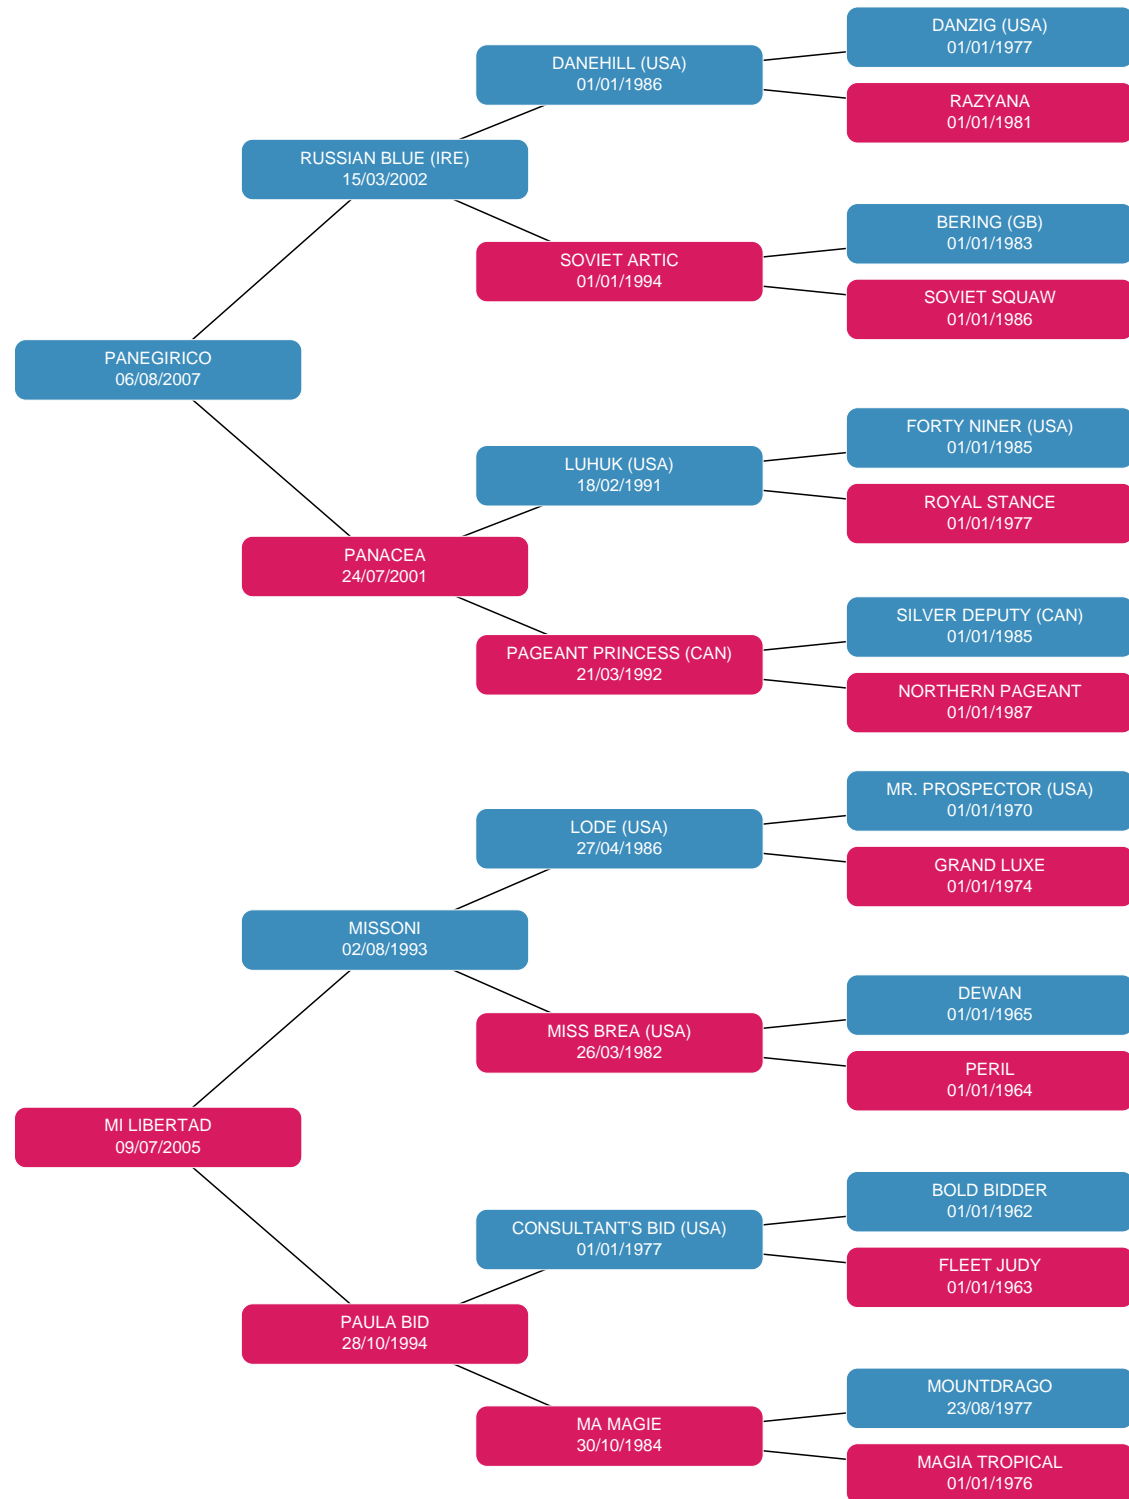 DANZIG (USA)
01/01/1977
DANEHILL (USA)
01/01/1986
RAZYANA
01/01/1981
RUSSIAN BLUE (IRE)
15/03/2002
BERING (GB)
01/01/1983
SOVIET ARTIC
01/01/1994
SOVIET SQUAW
01/01/1986
PANEGIRICO
06/08/2007
FORTY NINER (USA)
01/01/1985
LUHUK (USA)
18/02/1991
ROYAL STANCE
01/01/1977
PANACEA
24/07/2001
SILVER DEPUTY (CAN)
01/01/1985
PAGEANT PRINCESS (CAN)
21/03/1992
NORTHERN PAGEANT
01/01/1987
MR. PROSPECTOR (USA)
01/01/1970
LODE (USA)
27/04/1986
GRAND LUXE
01/01/1974
MISSONI
02/08/1993
DEWAN
01/01/1965
MISS BREA (USA)
26/03/1982
PERIL
01/01/1964
MI LIBERTAD
09/07/2005
BOLD BIDDER
01/01/1962
CONSULTANT'S BID (USA)
01/01/1977
FLEET JUDY
01/01/1963
PAULA BID
28/10/1994
MOUNTDRAGO
23/08/1977
MA MAGIE
30/10/1984
MAGIA TROPICAL
01/01/1976